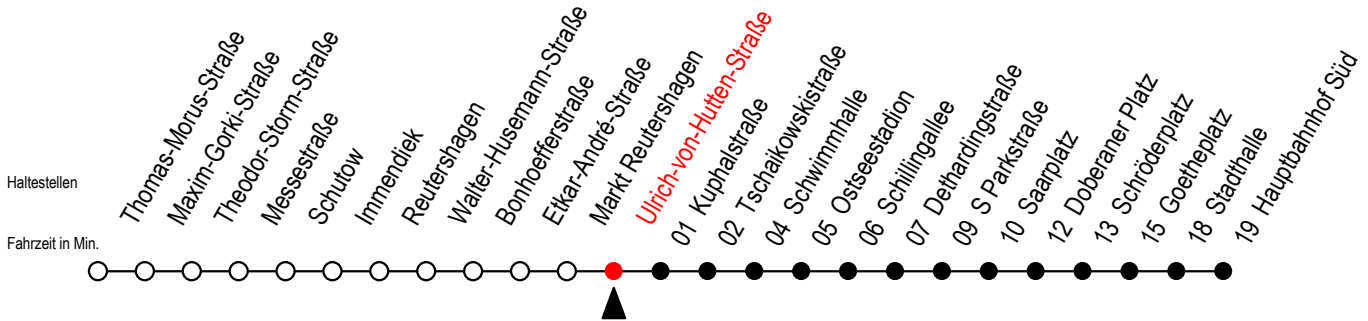 Haltestellen
Thomas-Morus-Straße
Maxim-Gorki-Straße
Theodor-Storm-Straße
Messestraße
Schutow
Immendiek
Reutershagen
Walter-Husemann-Straße
Bonhoefferstraße
Etkar-André-Straße
Markt Reutershagen
Ulrich-von-Hutten-Straße
Fahrzeit in Min.
01 Kuphalstraße
02 Tschaikowskistraße
04 Schwimmhalle
05 Ostseestadion
06 Schillingallee
07 Dethardingstraße
09 S Parkstraße
10 Saarplatz
12 Doberaner Platz
13 Schröderplatz
15 Goetheplatz
18 Stadthalle
19 Hauptbahnhof Süd